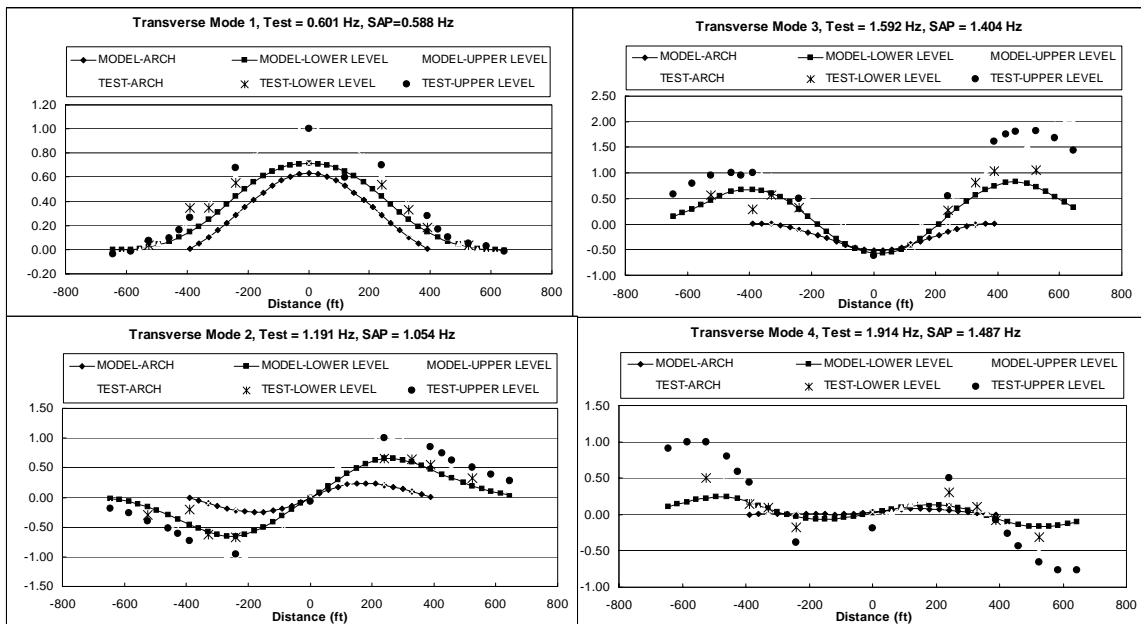 Transverse Mode 1, Test = 0.601 Hz, SAP=0.588 Hz
MODEL-ARCH MODEL-LOWER LEVEL MODEL-UPPER LEVEL
TEST-ARCH TEST-LOWER LEVEL TEST-UPPER LEVEL
1.20
1.00
0.80
0.60
0.40
0.20
0.00
0.20
-800 -600 -400 -200 0 200 400 600 800
Distance (ft)
Transverse Mode 3, Test = 1.592 Hz, SAP = 1.404 Hz
MODEL-ARCH MODEL-LOWER LEVEL MODEL-UPPER LEVEL
TEST-ARCH TEST-LOWER LEVEL TEST-UPPER LEVEL
2.50
2.00
1.50
1.00
0.50
0.00
-0.50
-1.00
-800 -600 -400 -200 0 200 400 600 800
Distance (ft)
Transverse Mode 2, Test = 1.191 Hz, SAP = 1.054 Hz
MODEL-ARCH MODEL-LOWER LEVEL MODEL-UPPER LEVEL
TEST-ARCH TEST-LOWER LEVEL TEST-UPPER LEVEL
1.50
1.00
0.50
0.00
-0.50
-1.00
-1.50
-800 -600 -400 -200 0 200 400 600 800
Distance (ft)
Transverse Mode 4, Test = 1.914 Hz, SAP = 1.487 Hz
MODEL-ARCH MODEL-LOWER LEVEL MODEL-UPPER LEVEL
TEST-ARCH TEST-LOWER LEVEL TEST-UPPER LEVEL
1.50
1.00
0.50
0.00
-0.50
-1.00
-800 -600 -400 -200 0 200 400 600 800
Distance (ft)